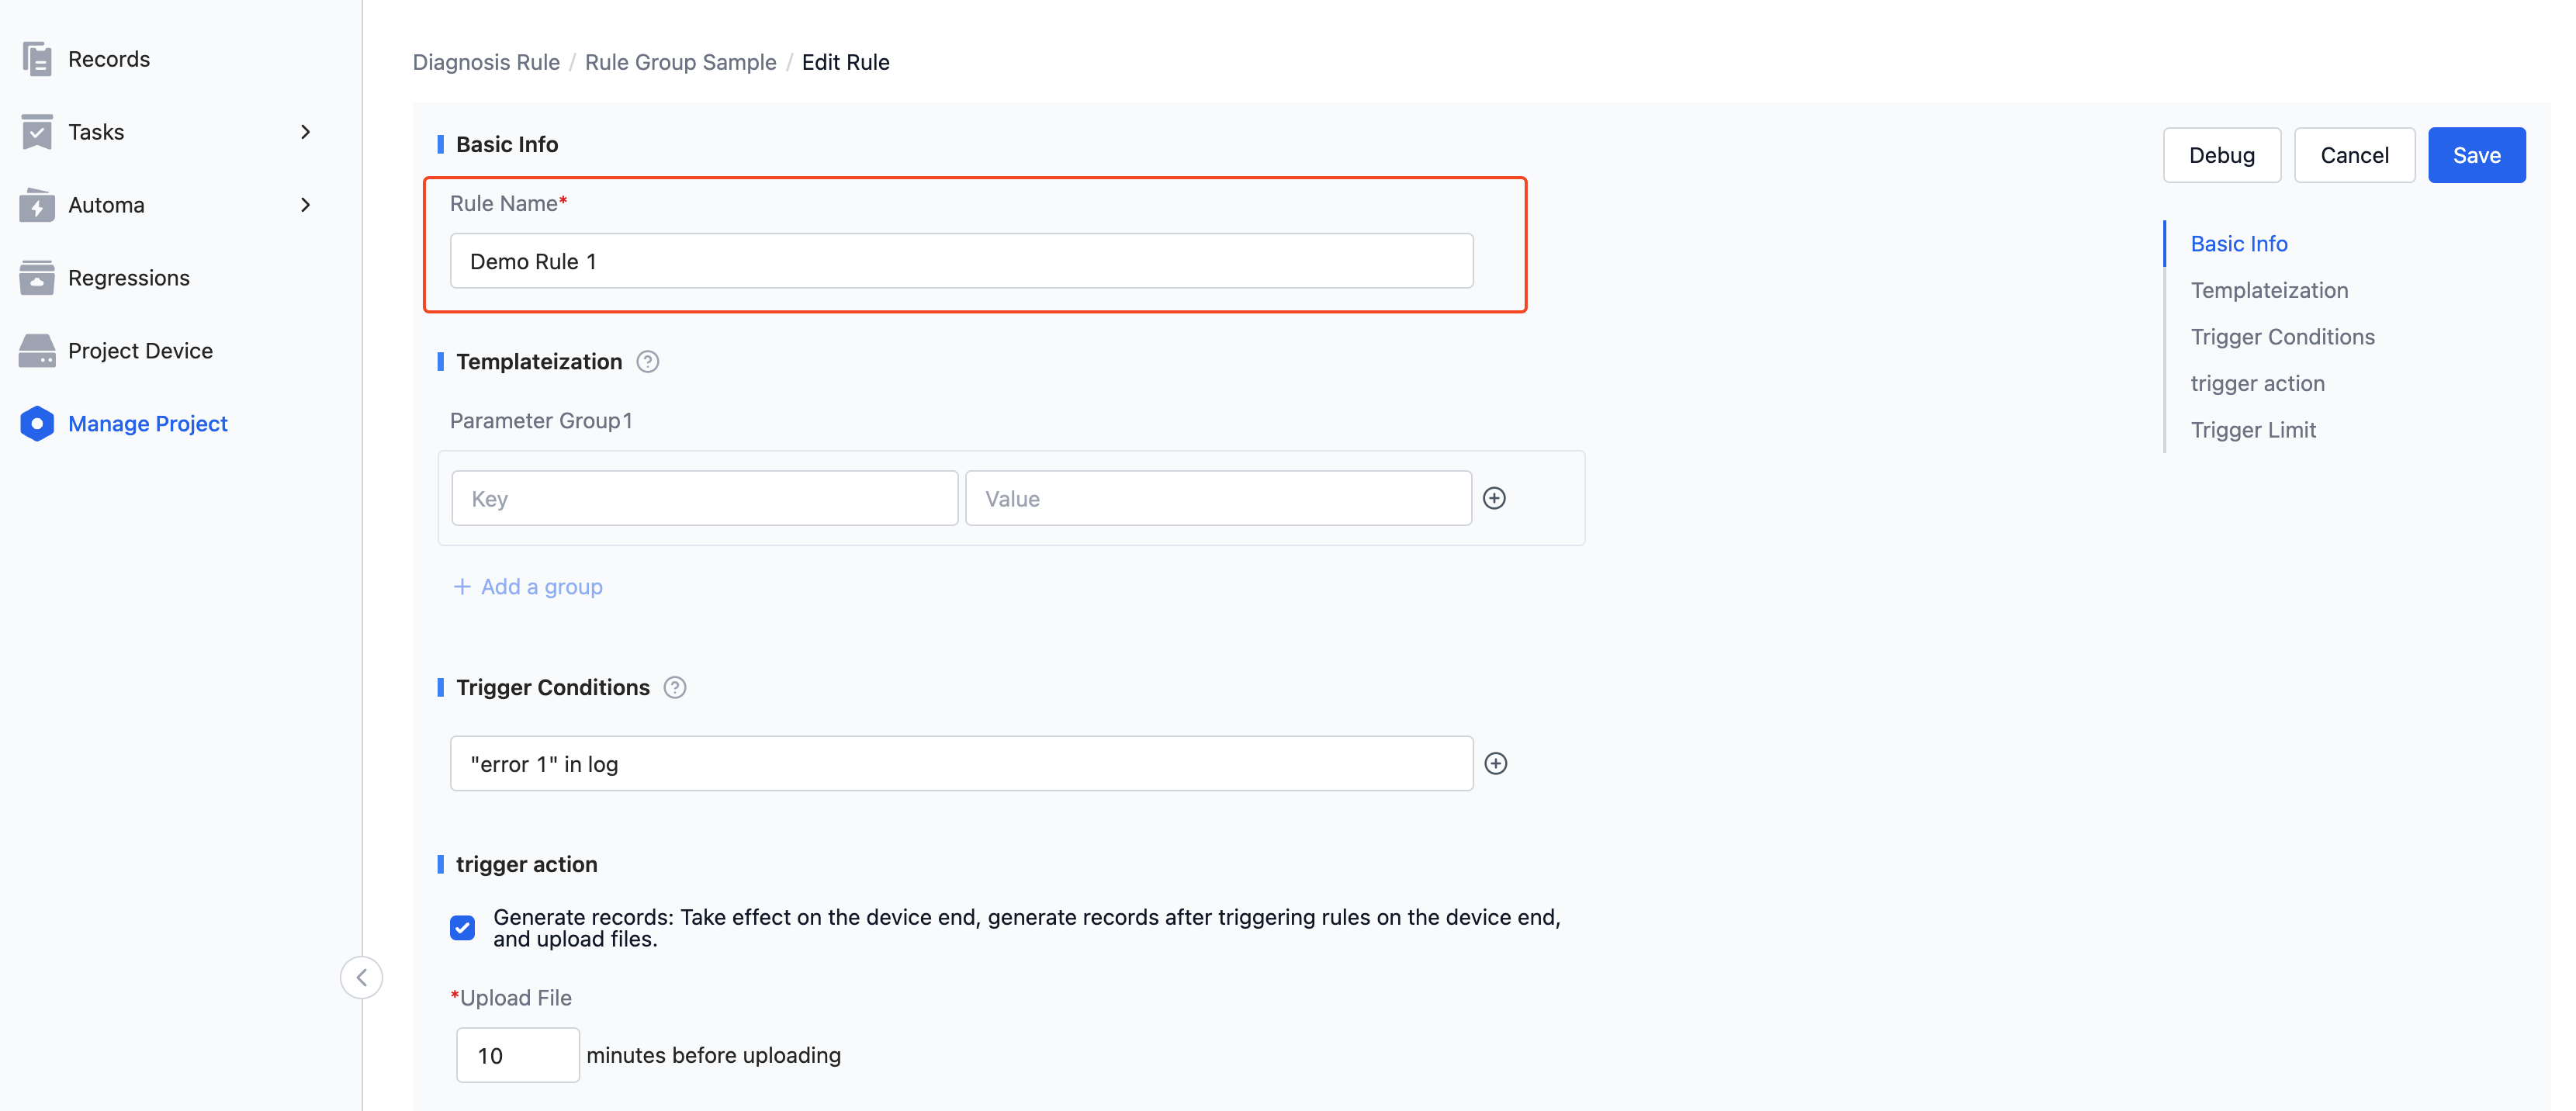 Records
Tasks
Automa
Regressions
Project Device
Manage Project
Diagnosis Rule / Rule Group Sample / Edit Rule
Debug
Cancel
Save
Basic Info
Rule Name*
Demo Rule 1
Templateization
Parameter Group1
Key
Value
Add a group
Trigger Conditions
"error 1" in log
trigger action
Generate records: Take effect on the device end, generate records after triggering rules on the device end,
and upload files.
*Upload File
10 minutes before uploading
Basic Info
Templateization
Trigger Conditions
trigger action
Trigger Limit